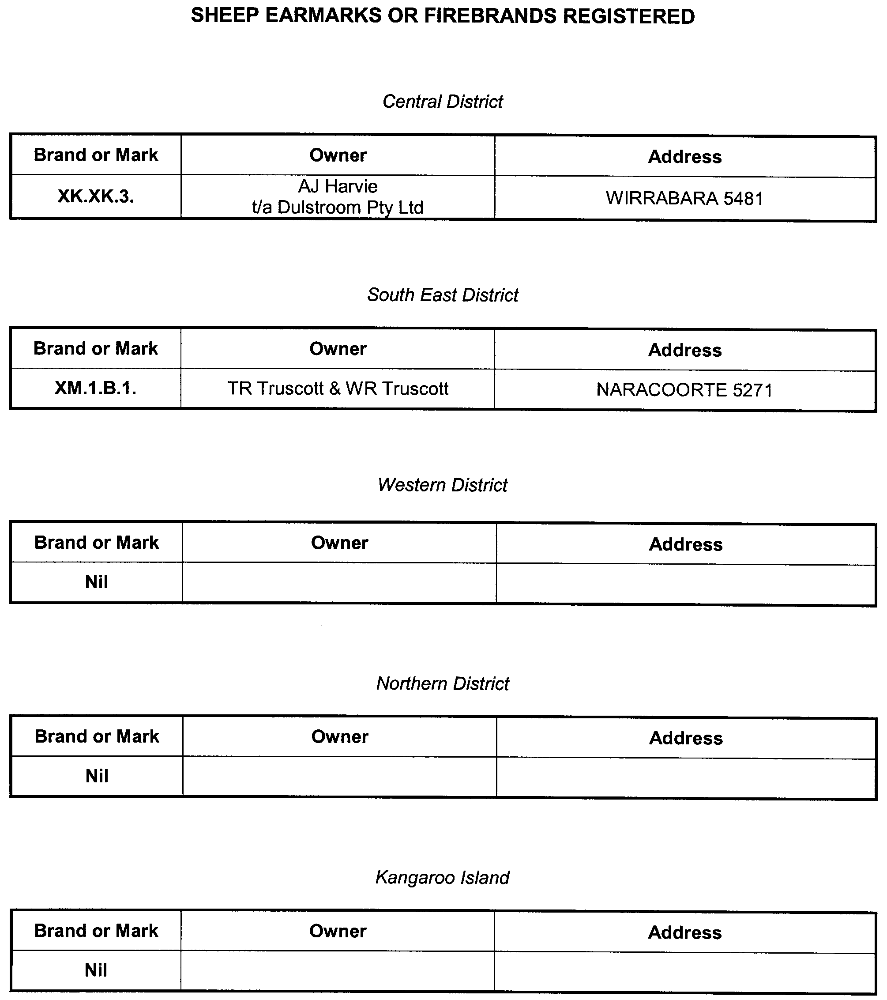 SHEEP EARMARKS OR FIREBRANDS REGISTERED
Central District
Brand or Mark Owner Address
XK.XK.3. AJ Harvie WIRRABARA 5481
t/a Dulstroom Pty Ltd
South East District
Brand or Mark Owner Address
XM.1.B.1. TR Truscott & WR Truscott NARACOORTE 5271
Western District
Brand or Mark Owner Address
Nil
Northern District
Brand or Mark Owner Address
Nil
Kangaroo Island
Brand or Mark Owner Address
Nil